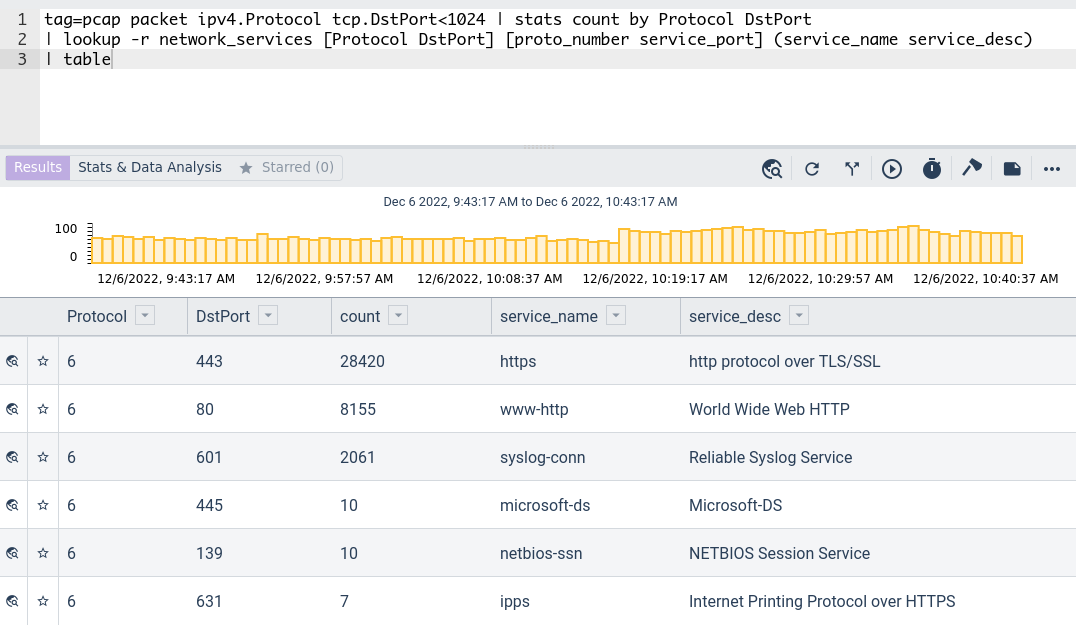 1 tag=pcap packet ipv4.Protocol tcp.DstPort<1024 | stats count by Protocol DstPort
2 | lookup -r network_services [Protocol DstPort] [proto_number service_port] (service_name service_desc)
3 | table
Results Stats & Data Analysis Starred (0)
Dec 6 2022, 9:43:17 AM to Dec 6 2022, 10:43:17 AM
100
0
12/6/2022, 9:43:17 AM 12/6/2022, 9:57:57 AM 12/6/2022, 10:08:37 AM 12/6/2022, 10:19:17 AM 12/6/2022, 10:29:57 AM 12/6/2022, 10:40:37 AM
Protocol DstPort count service_name service_desc
6 443 28420 https http protocol over TLS/SSL
6 80 8155 www-http World Wide Web HTTP
6 601 2061 syslog-conn Reliable Syslog Service
6 445 10 microsoft-ds Microsoft-DS
6 139 10 netbios-ssn NETBIOS Session Service
6 631 7 ipps Internet Printing Protocol over HTTPS